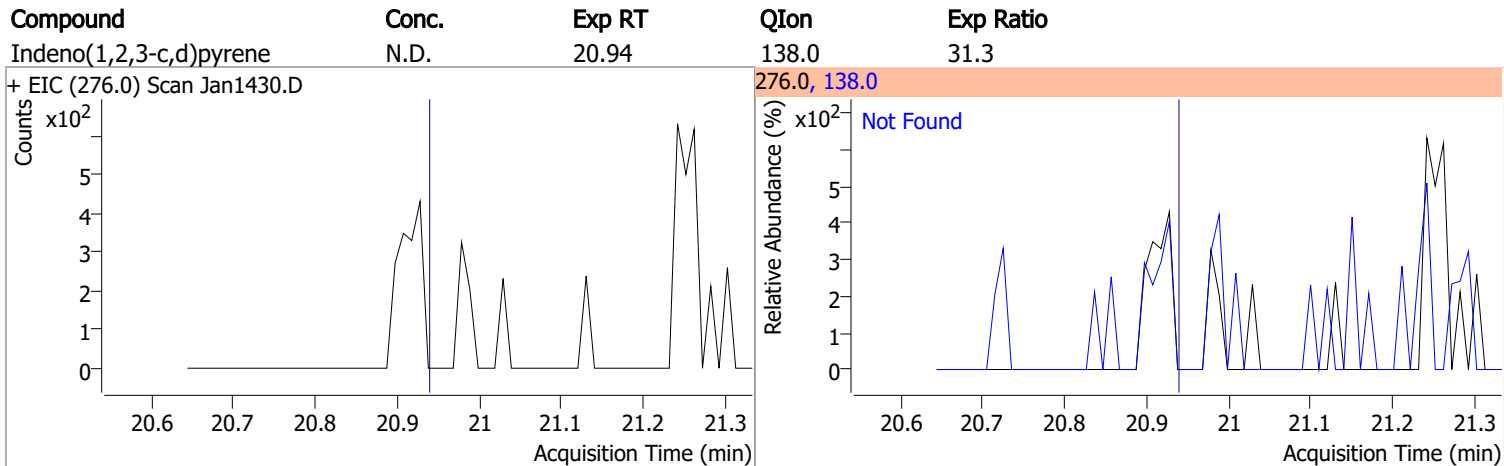 Compound Conc. Exp RT QIon Exp Ratio
Indeno(1,2,3-c,d)pyrene N.D. 20.94 138.0 31.3
+ EIC (276.0) Scan Jan1430.D
Counts
x10²
5
4
3
2
1
0
20.6 20.7 20.8 20.9 21 21.1 21.2 21.3
Acquisition Time (min)
276.0, 138.0
Relative Abundance (%)
x10²
Not Found
5
4
3
2
1
0
20.6 20.7 20.8 20.9 21 21.1 21.2 21.3
Acquisition Time (min)